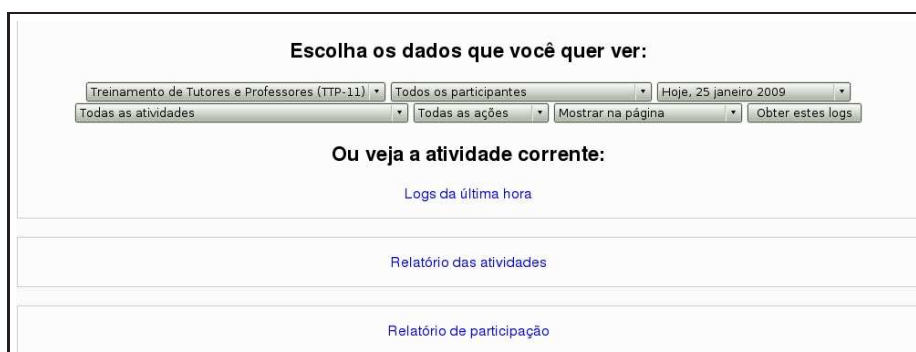 Escolha os dados que você quer ver:
Treinamento de Tutores e Professores (TTP-11) Todos os participantes Hoje, 25 janeiro 2009
Todas as atividades Todas as ações Mostrar na página Obter estes logs
Ou veja a atividade corrente:
Logs da última hora
Relatório das atividades
Relatório de participação